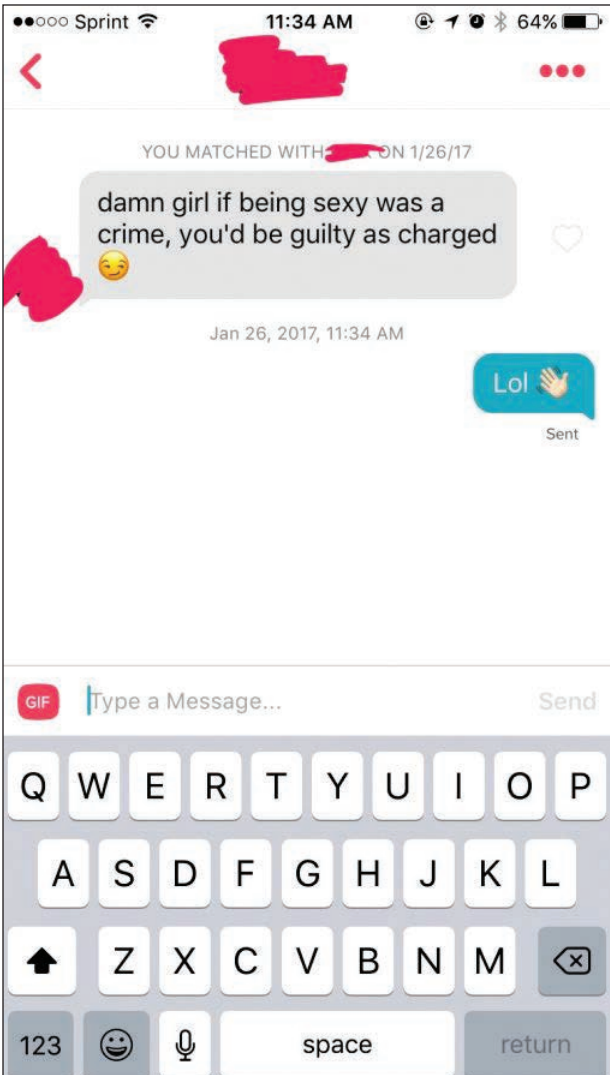 ●●○○○ Sprint 11:34 AM 64%
YOU MATCHED WITH ON 1/26/17
damn girl if being sexy was a
crime, you'd be guilty as charged
😏
Jan 26, 2017, 11:34 AM
Lol 👋🏻
Sent
GIF Type a Message... Send
Q W E R T Y U I O P
A S D F G H J K L
Z X C V B N M
123 space return